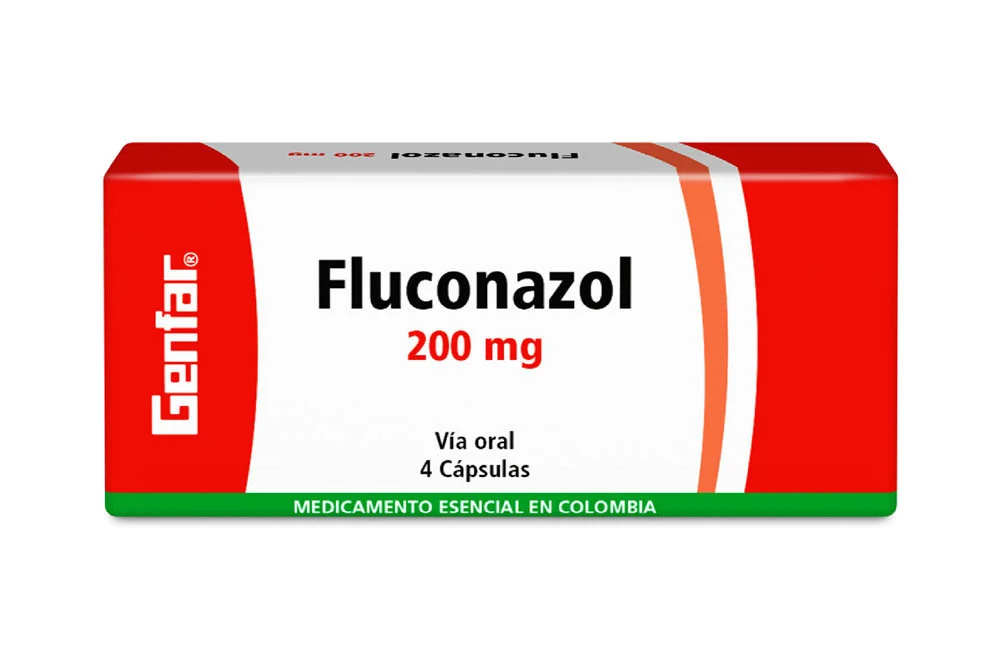 Fluconazol 200 mg
Genfar®
Fluconazol
200 mg
Vía oral
4 Cápsulas
MEDICAMENTO ESENCIAL EN COLOMBIA